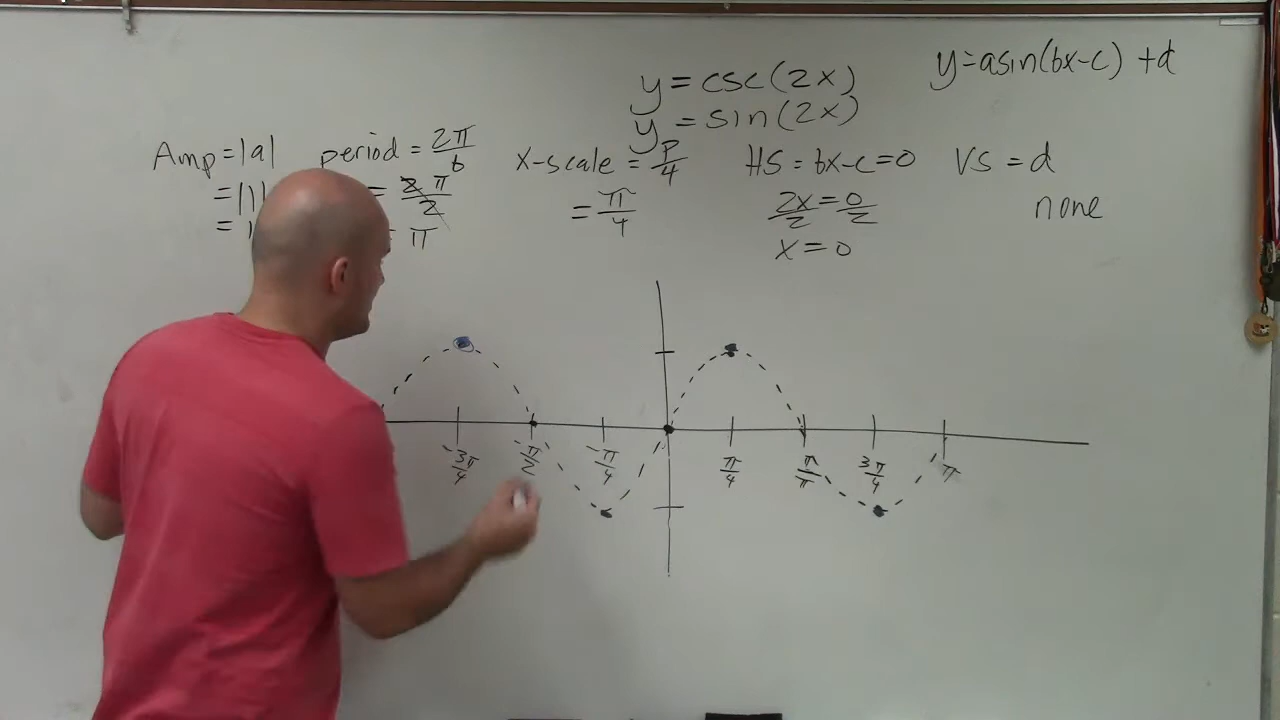 y = csc(2x)
y = sin(2x)
y=asin(bx-c) +d
Amp=|a|
=|1|
= 1
period = 2π/b
= 2π/2
= π
x-scale = p/4
= π/4
HS = bx-c=0
2x/2 = 0/2
x = 0
VS = d
none
-3π/4 -π/2 -π/4 π/4 π/π 3π/4 π